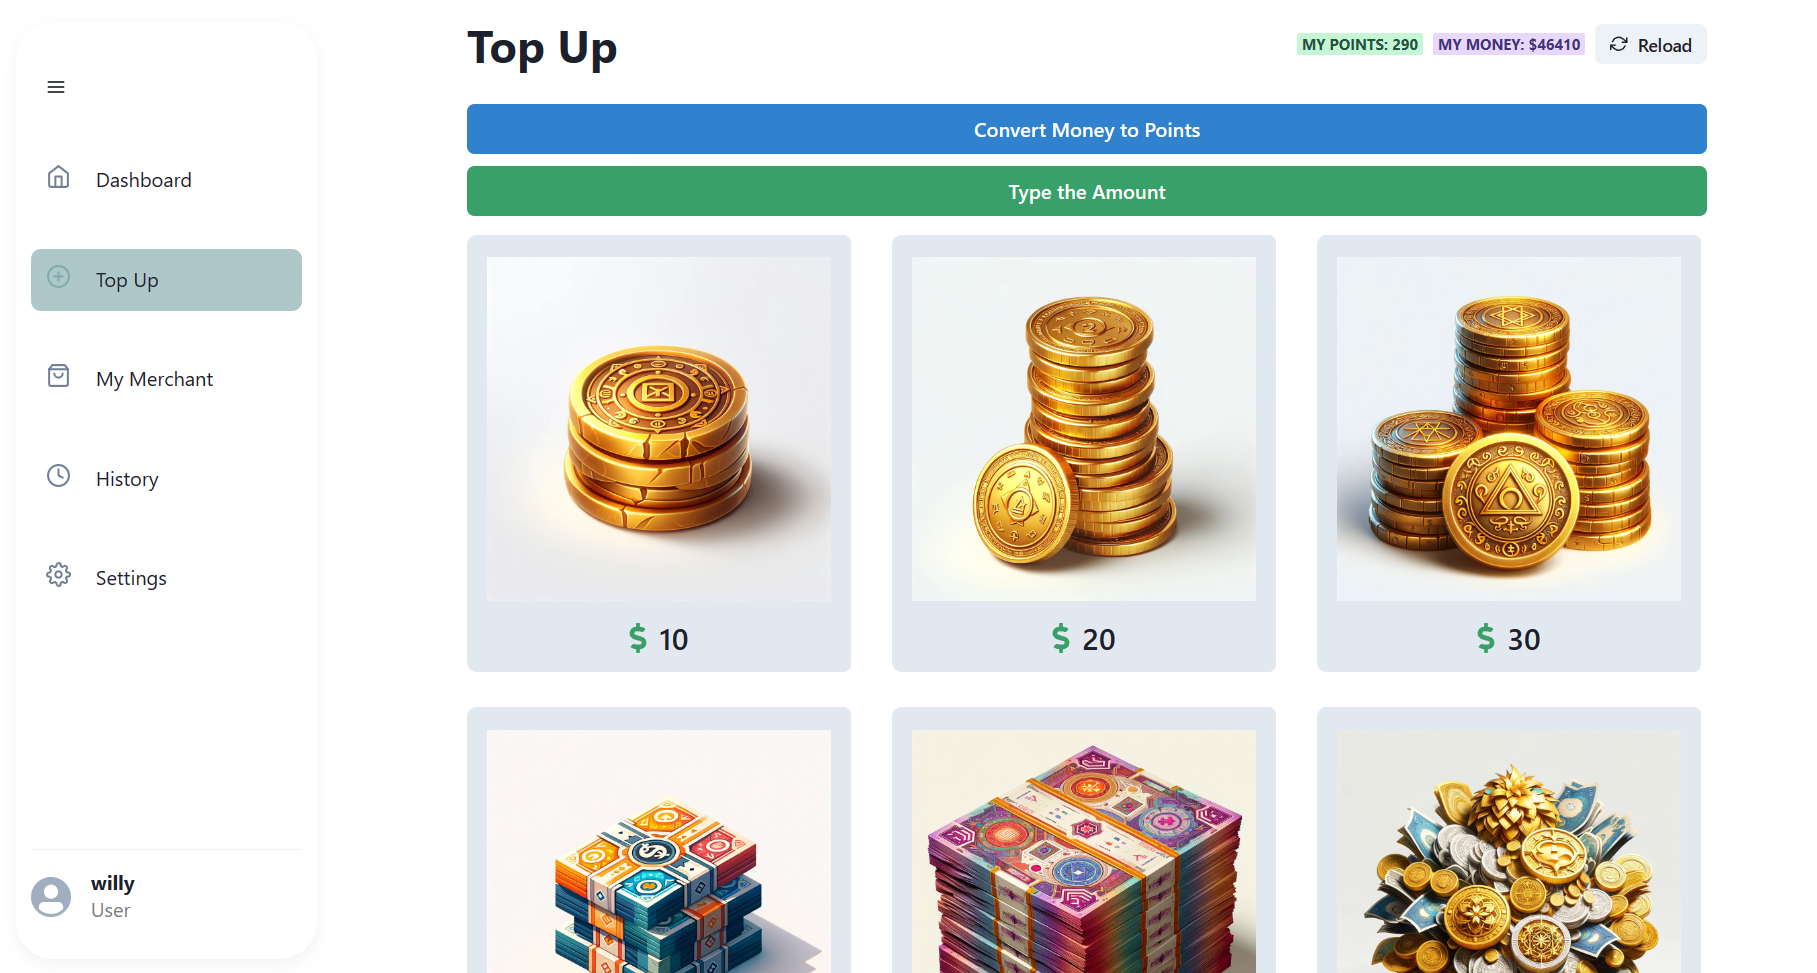 Top Up
MY POINTS: 290
MY MONEY: $46410
Reload
Convert Money to Points
Type the Amount
Dashboard
Top Up
My Merchant
History
Settings
$ 10
$ 20
$ 30
willy
User